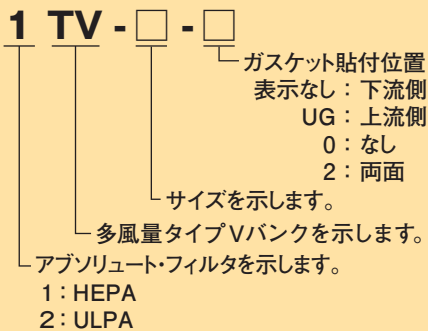 1 TV - □ - □
ガスケット貼付位置
表示なし：下流側
UG：上流側
0：なし
2：両面
サイズを示します。
多風量タイプVバンクを示します。
アブソリュート・フィルタを示します。
1：HEPA
2：ULPA